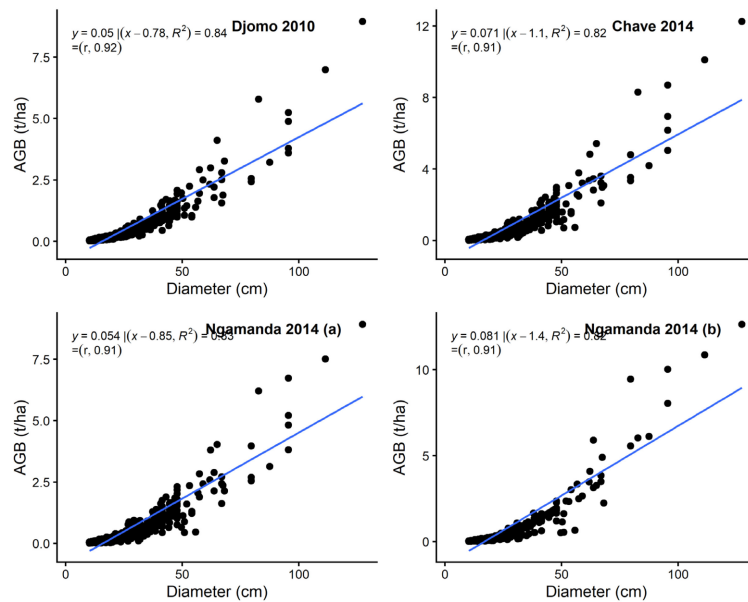 Djomo 2010
y = 0.05 |(x − 0.78, R²) = 0.84
=(r, 0.92)
AGB (t/ha)
7.5
5.0
2.5
0.0
0
50
100
Diameter (cm)
Chave 2014
y = 0.071 |(x − 1.1, R²) = 0.82
=(r, 0.91)
AGB (t/ha)
12
8
4
0
0
50
100
Diameter (cm)
Ngamanda 2014 (a)
y = 0.054 |(x − 0.85, R²) = 0.83
=(r, 0.91)
AGB (t/ha)
7.5
5.0
2.5
0.0
0
50
100
Diameter (cm)
Ngamanda 2014 (b)
y = 0.081 |(x − 1.4, R²) = 0.82
=(r, 0.91)
AGB (t/ha)
10
5
0
0
50
100
Diameter (cm)